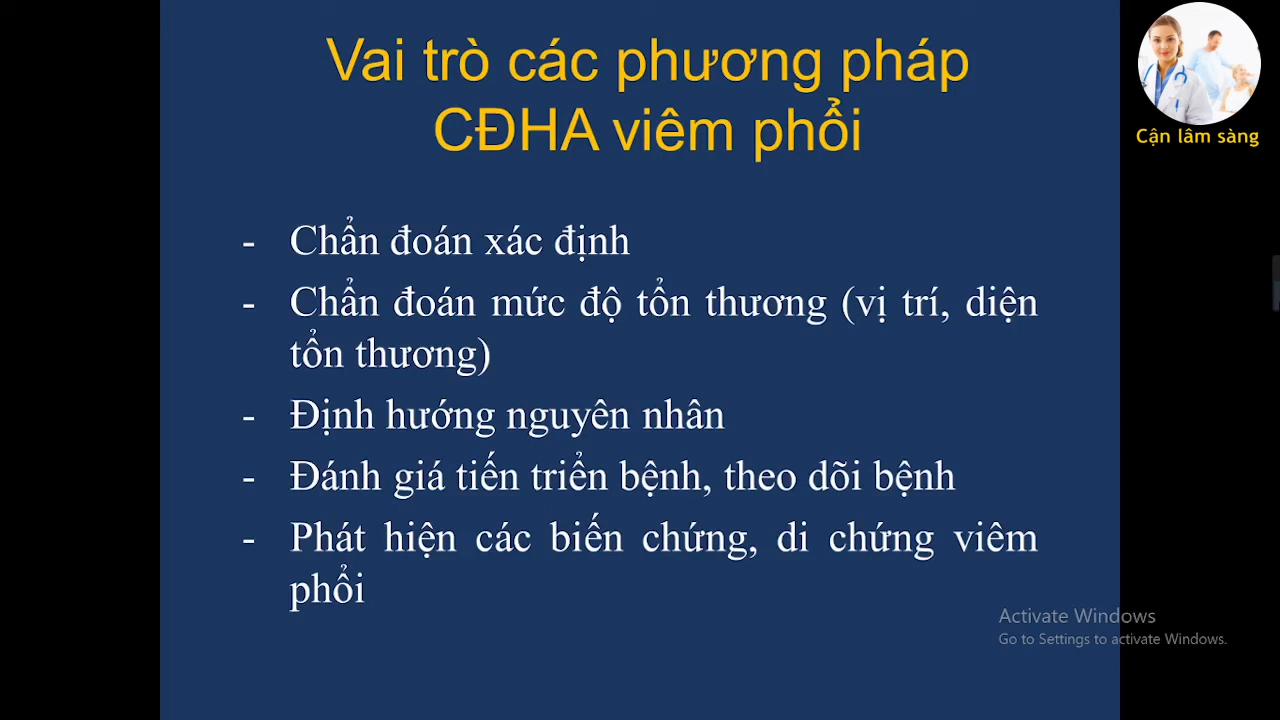 Vai trò các phương pháp
CĐHA viêm phổi
Cận lâm sàng
- Chẩn đoán xác định
- Chẩn đoán mức độ tổn thương (vị trí, diện
tổn thương)
- Định hướng nguyên nhân
- Đánh giá tiến triển bệnh, theo dõi bệnh
- Phát hiện các biến chứng, di chứng viêm
phổi
Activate Windows
Go to Settings to activate Windows.